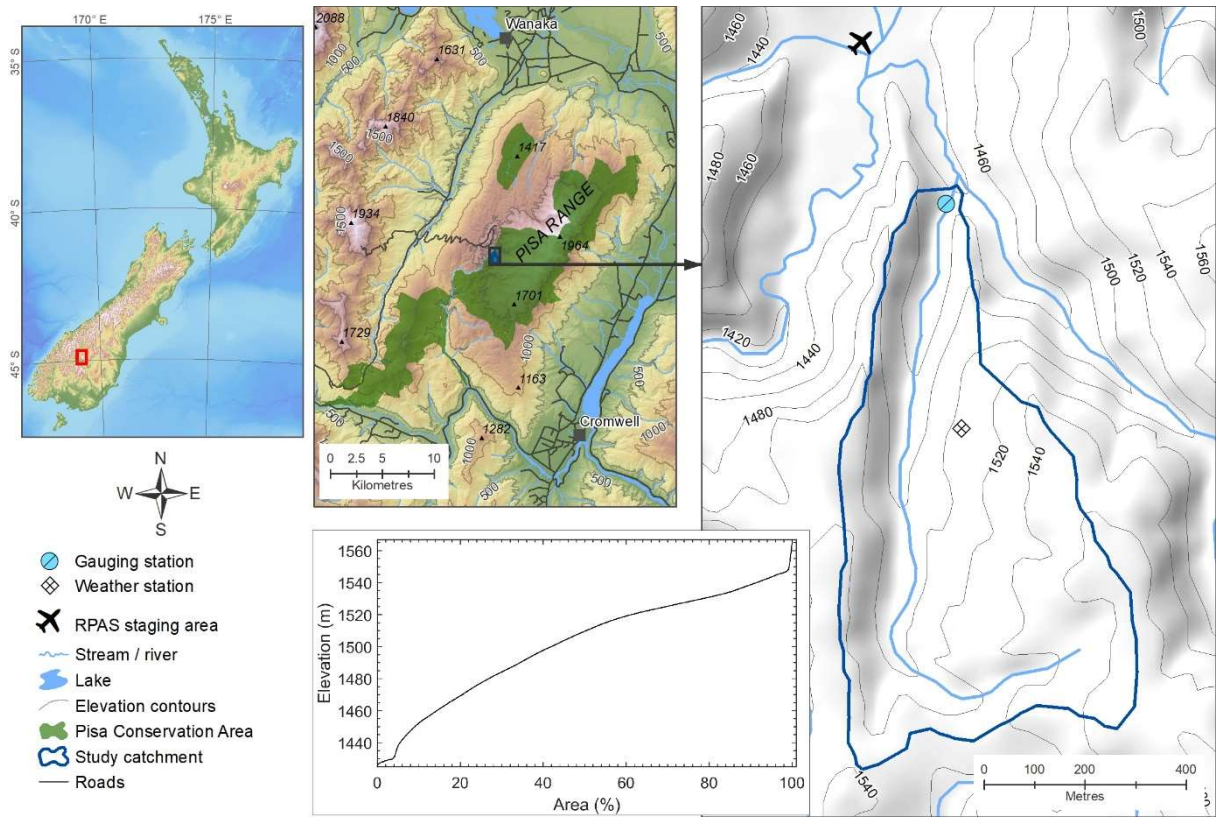 170° E
175° E
35° S
40° S
45° S
N
W
E
S
Gauging station
Weather station
RPAS staging area
Stream / river
Lake
Elevation contours
Pisa Conservation Area
Study catchment
Roads
2088
Wanaka
500
1000
500
1631
500
1840
1500
1500
1417
1934
1500
PISA RANGE
1964
1701
1729
1000
1163
500
500
Cromwell
1282
1000
1000
500
500
0 2.5 5 10
Kilometres
1560
1540
1520
1500
1480
1460
1440
Elevation (m)
0 20 40 60 80 100
Area (%)
1460
1440
1500
1480
1460
1460
1560
1540
1520
1500
1420
1440
1480
1520
1540
1540
0 100 200 400
Metres